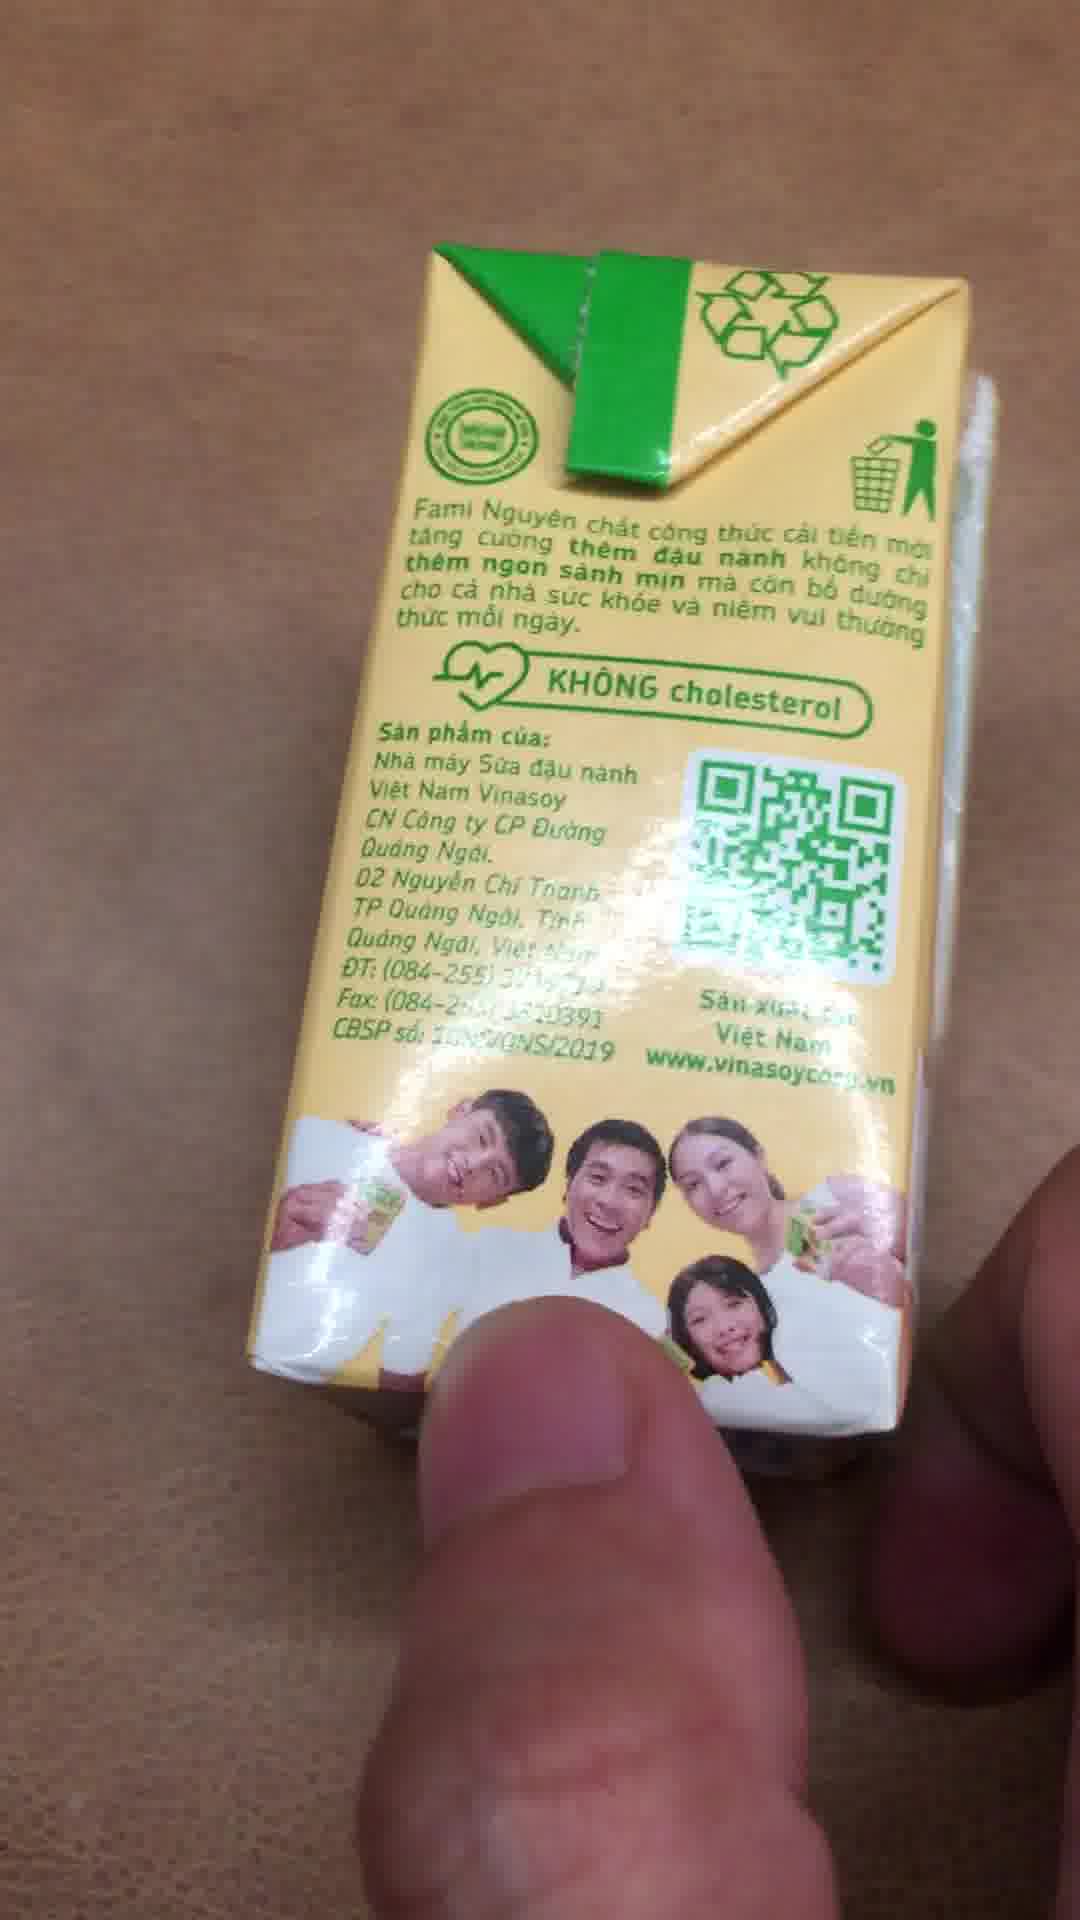 Fami Nguyên chất công thức cải tiến mới
tăng cường thêm đậu nành không chỉ
thêm ngon sánh mịn mà còn bổ dưỡng
cho cả nhà sức khỏe và niềm vui thưởng
thức mỗi ngày.
KHÔNG cholesterol
Sản phẩm của:
Nhà máy Sữa đậu nành
Việt Nam Vinasoy
CN Công ty CP Đường
Quảng Ngãi.
02 Nguyễn Chí Thanh
TP Quảng Ngãi, Tỉnh
Quảng Ngãi, Việt Nam
ĐT: (084-255)
Fax: (084-
CBSP số:
Sản xuất tại
Việt Nam
www.vinasoycorp.vn